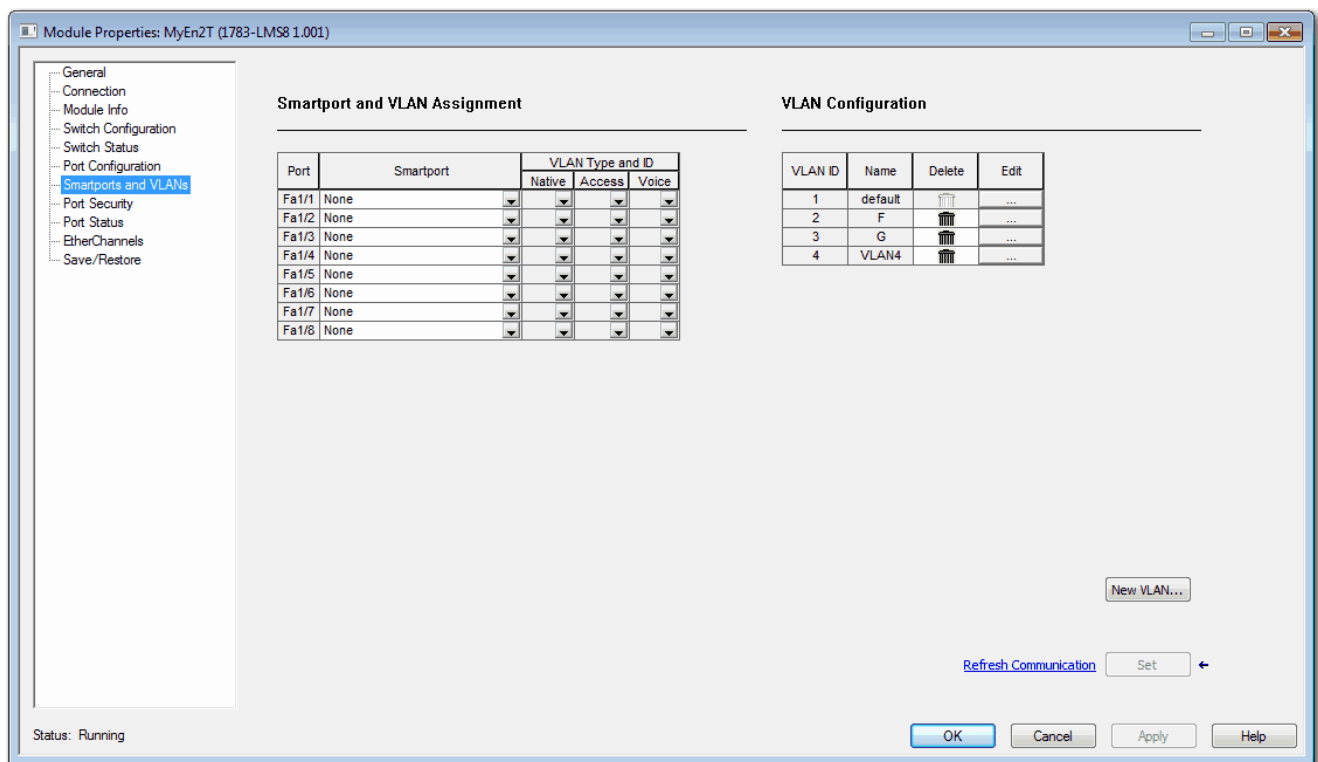 Module Properties: MyEn2T (1783-LMS8 1.001)
General
Connection
Module Info
Switch Configuration
Switch Status
Port Configuration
Smartports and VLANs
Port Security
Port Status
EtherChannels
Save/Restore
Smartport and VLAN Assignment
Port Smartport VLAN Type and ID
Native Access Voice
Fa1/1 None
Fa1/2 None
Fa1/3 None
Fa1/4 None
Fa1/5 None
Fa1/6 None
Fa1/7 None
Fa1/8 None
VLAN Configuration
VLAN ID Name Delete Edit
1 default ...
2 F ...
3 G ...
4 VLAN4 ...
New VLAN...
Refresh Communication Set
Status: Running
OK Cancel Apply Help